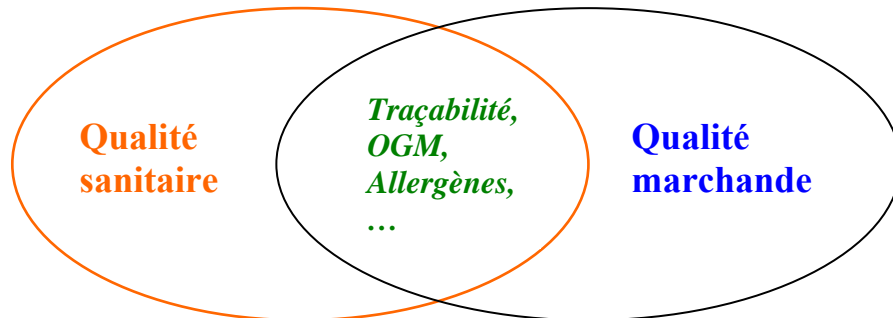 Qualité
sanitaire
Traçabilité,
OGM,
Allergènes,
…
Qualité
marchande